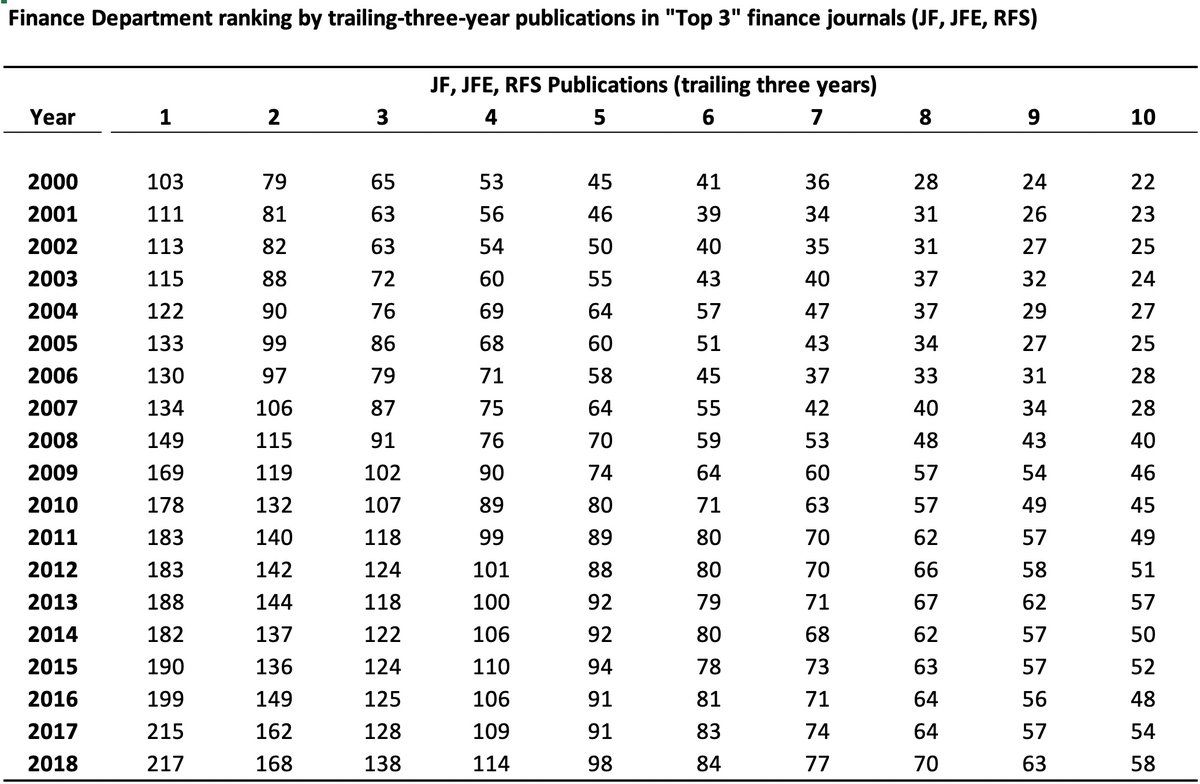 Finance Department ranking by trailing-three-year publications in "Top 3" finance journals (JF, JFE, RFS)
JF, JFE, RFS Publications (trailing three years)
Year 1 2 3 4 5 6 7 8 9 10
2000 103 79 65 53 45 41 36 28 24 22
2001 111 81 63 56 46 39 34 31 26 23
2002 113 82 63 54 50 40 35 31 27 25
2003 115 88 72 60 55 43 40 37 32 24
2004 122 90 76 69 64 57 47 37 29 27
2005 133 99 86 68 60 51 43 34 27 25
2006 130 97 79 71 58 45 37 33 31 28
2007 134 106 87 75 64 55 42 40 34 28
2008 149 115 91 76 70 59 53 48 43 40
2009 169 119 102 90 74 64 60 57 54 46
2010 178 132 107 89 80 71 63 57 49 45
2011 183 140 118 99 89 80 70 62 57 49
2012 183 142 124 101 88 80 70 66 58 51
2013 188 144 118 100 92 79 71 67 62 57
2014 182 137 122 106 92 80 68 62 57 50
2015 190 136 124 110 94 78 73 63 57 52
2016 199 149 125 106 91 81 71 64 56 48
2017 215 162 128 109 91 83 74 64 57 54
2018 217 168 138 114 98 84 77 70 63 58